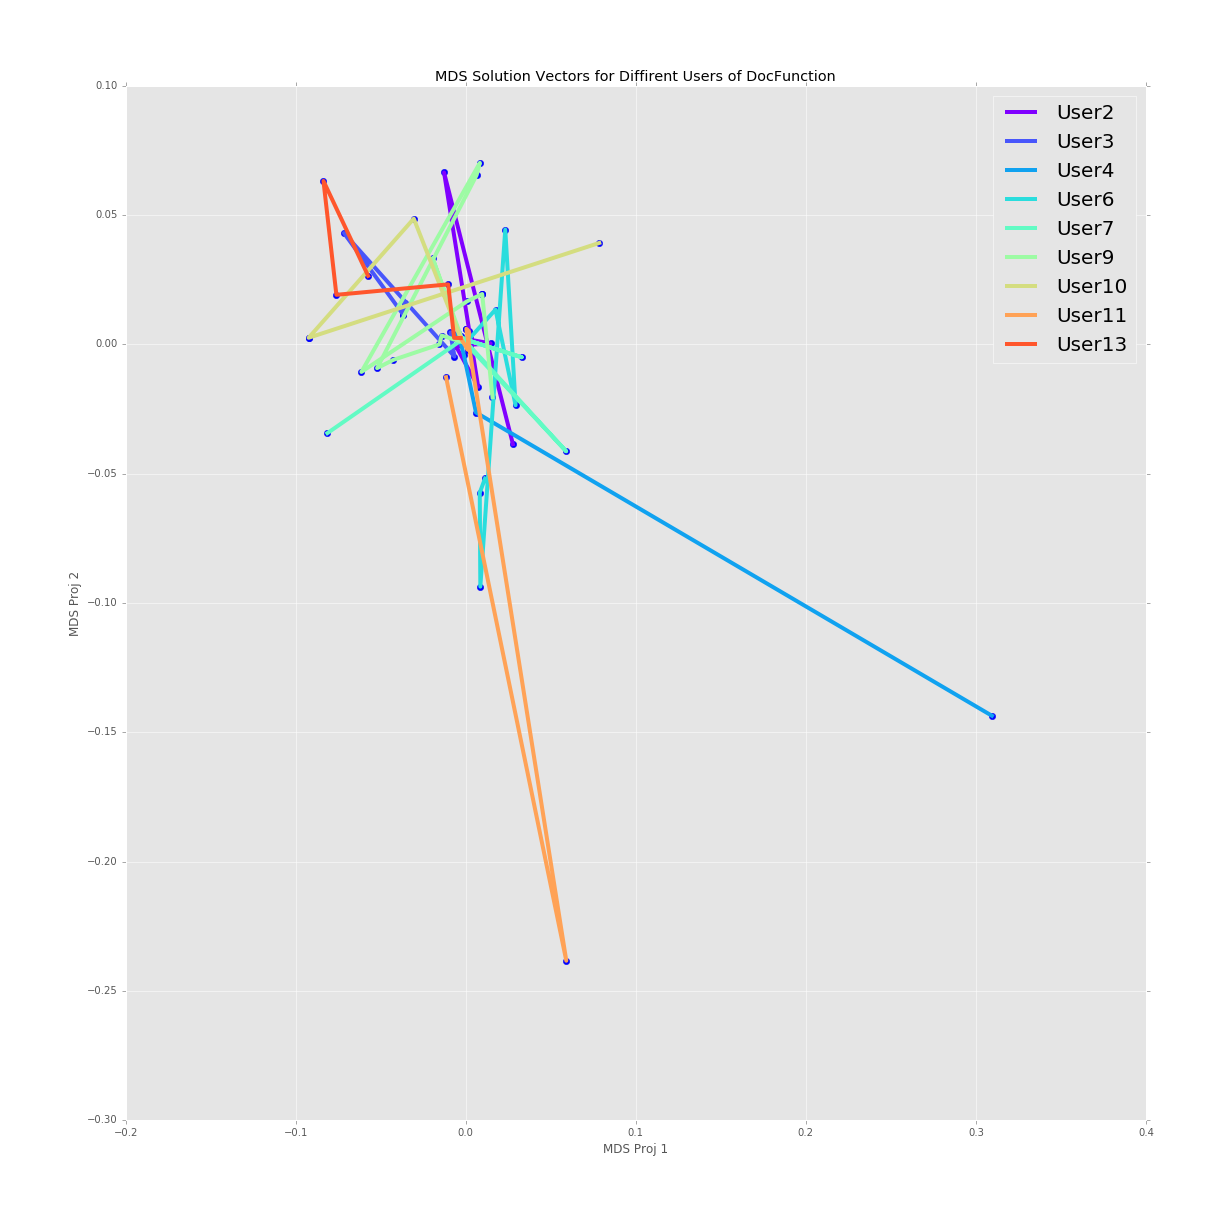 MDS Solution Vectors for Diffirent Users of DocFunction
0.10
0.05
0.00
−0.05
−0.10
−0.15
−0.20
−0.25
−0.30
MDS Proj 2
User2
User3
User4
User6
User7
User9
User10
User11
User13
−0.2
−0.1
0.0
0.1
0.2
0.3
0.4
MDS Proj 1